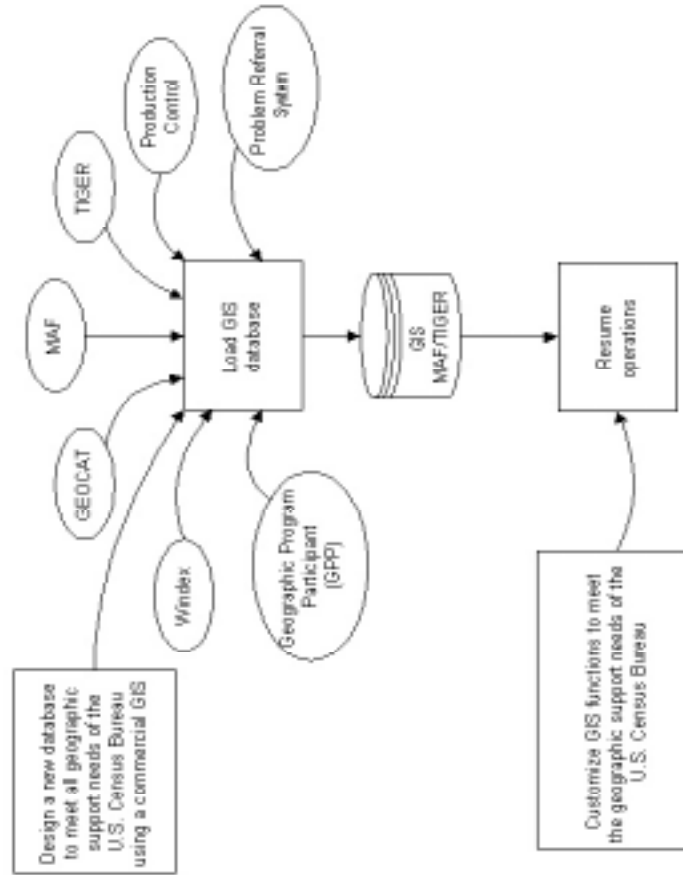 Design a new database
to meet all geographic
support needs of the
U.S. Census Bureau
using a commercial GIS
GEOCAT
MAF
TIGER
Production
Control
Problem Referral
System
Windex
Geographic Program
Participant
(GPP)
Load GIS
database
GIS
MAF/TIGER
Customize GIS functions to meet
the geographic support needs of the
U.S. Census Bureau
Resume
operations